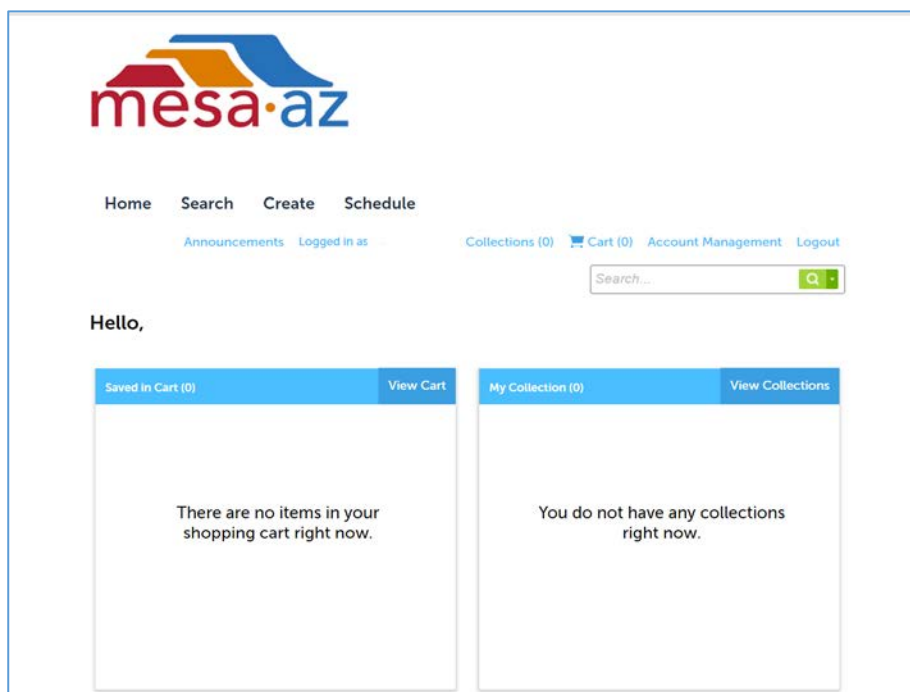 mesa·az
Home Search Create Schedule
Announcements Logged in as Collections (0) Cart (0) Account Management Logout
Search...
Hello,
Saved in Cart (0) View Cart My Collection (0) View Collections
There are no items in your
shopping cart right now.
You do not have any collections
right now.